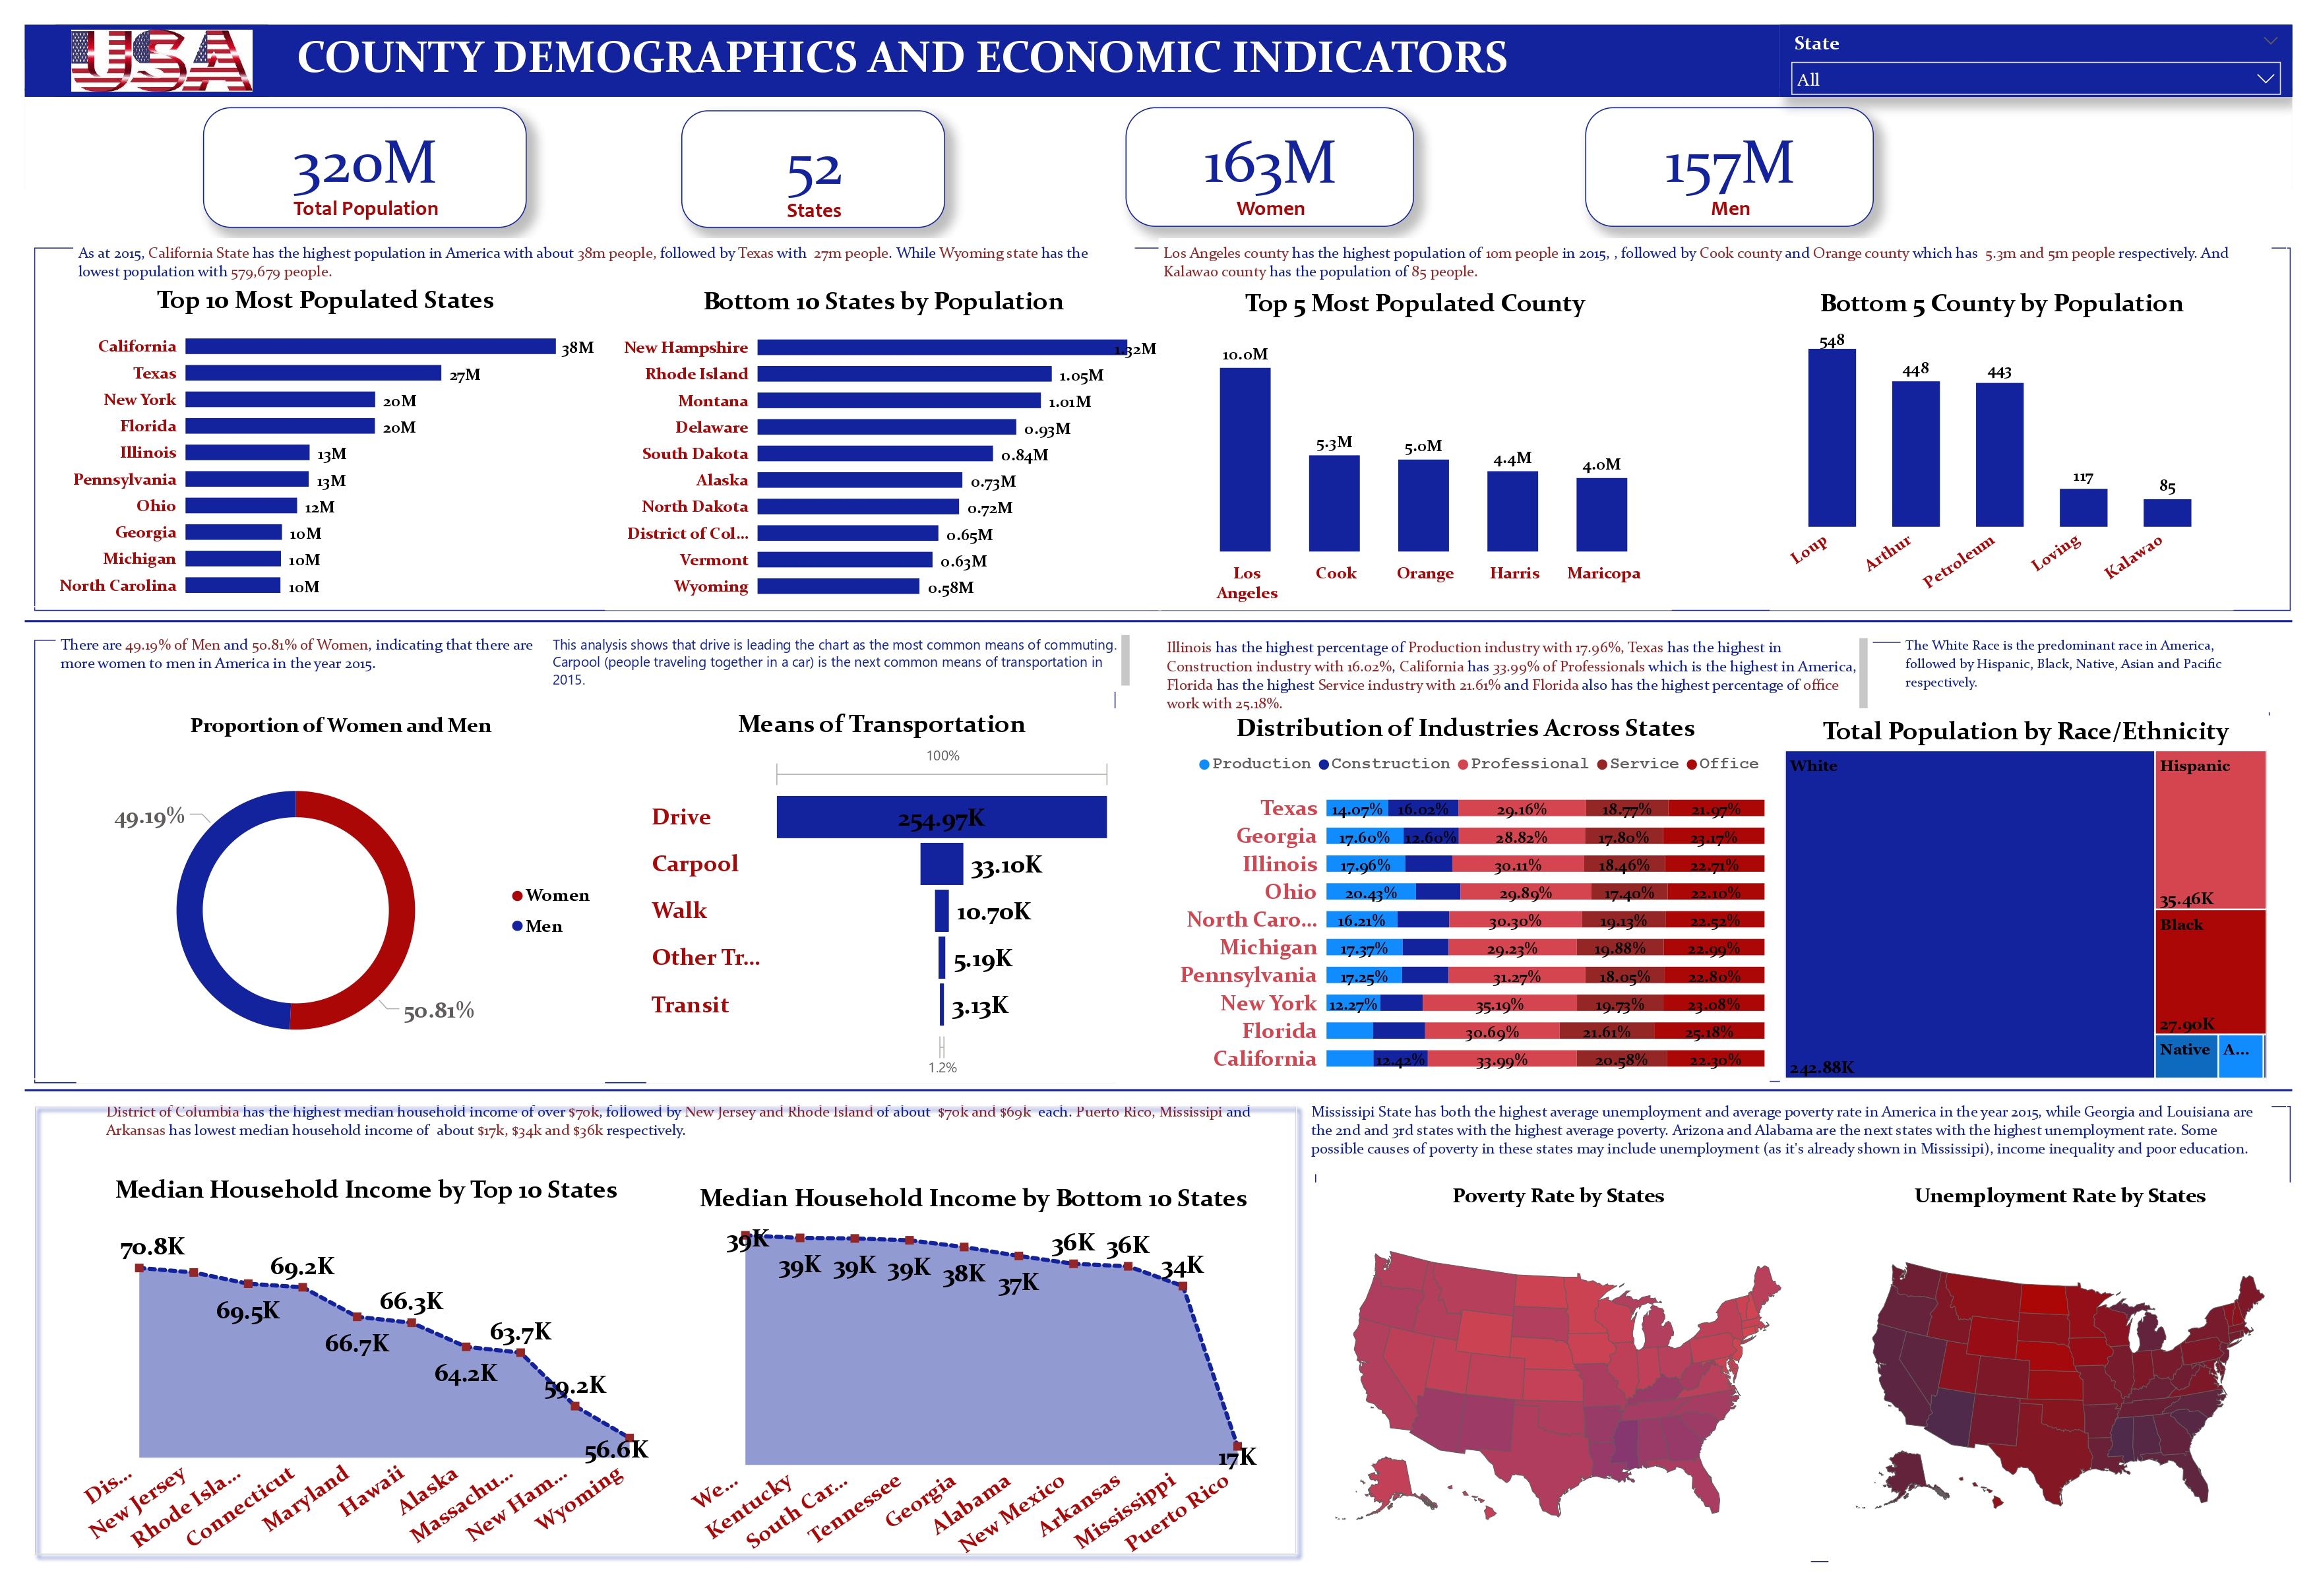 USA
COUNTY DEMOGRAPHICS AND ECONOMIC INDICATORS
State
All
320M
Total Population
52
States
163M
Women
157M
Men
As at 2015, California State has the highest population in America with about 38m people, followed by Texas with 27m people. While Wyoming state has the
lowest population with 579,679 people.
Los Angeles county has the highest population of 10m people in 2015, , followed by Cook county and Orange county which has 5.3m and 5m people respectively. And
Kalawao county has the population of 85 people.
Top 10 Most Populated States
California 38M
Texas 27M
New York 20M
Florida 20M
Illinois 13M
Pennsylvania 13M
Ohio 12M
Georgia 10M
Michigan 10M
North Carolina 10M
Bottom 10 States by Population
New Hampshire 1.32M
Rhode Island 1.05M
Montana 1.01M
Delaware 0.93M
South Dakota 0.84M
Alaska 0.73M
North Dakota 0.72M
District of Col... 0.65M
Vermont 0.63M
Wyoming 0.58M
Top 5 Most Populated County
10.0M
5.3M
5.0M
4.4M
4.0M
Los Angeles
Cook
Orange
Harris
Maricopa
Bottom 5 County by Population
548
448
443
117
85
Loup
Arthur
Petroleum
Loving
Kalawao
There are 49.19% of Men and 50.81% of Women, indicating that there are
more women to men in America in the year 2015.
Proportion of Women and Men
49.19%
50.81%
Women
Men
This analysis shows that drive is leading the chart as the most common means of commuting.
Carpool (people traveling together in a car) is the next common means of transportation in
2015.
Means of Transportation
100%
Drive 254.97K
Carpool 33.10K
Walk 10.70K
Other Tr... 5.19K
Transit 3.13K
1.2%
Illinois has the highest percentage of Production industry with 17.96%, Texas has the highest in
Construction industry with 16.02%, California has 33.99% of Professionals which is the highest in America,
Florida has the highest Service industry with 21.61% and Florida also has the highest percentage of office
work with 25.18%.
Distribution of Industries Across States
Production Construction Professional Service Office
Texas 14.07% 16.02% 29.16% 18.77% 21.97%
Georgia 17.60% 12.60% 28.82% 17.80% 23.17%
Illinois 17.96% 30.11% 18.46% 22.71%
Ohio 20.43% 29.89% 17.40% 22.10%
North Caro... 16.21% 30.30% 19.13% 22.52%
Michigan 17.37% 29.23% 19.88% 22.99%
Pennsylvania 17.25% 31.27% 18.05% 22.80%
New York 12.27% 35.19% 19.73% 23.08%
Florida 30.69% 21.61% 25.18%
California 12.42% 33.99% 20.58% 22.30%
The White Race is the predominant race in America,
followed by Hispanic, Black, Native, Asian and Pacific
respectively.
Total Population by Race/Ethnicity
White
242.88K
Hispanic
35.46K
Black
27.90K
Native
A...
District of Columbia has the highest median household income of over $70k, followed by New Jersey and Rhode Island of about $70k and $69k each. Puerto Rico, Missisipi and
Arkansas has lowest median household income of about $17k, $34k and $36k respectively.
Median Household Income by Top 10 States
70.8K
69.5K
69.2K
66.7K
66.3K
64.2K
63.7K
59.2K
56.6K
Dis...
New Jersey
Rhode Isla...
Connecticut
Maryland
Hawaii
Alaska
Massachu...
New Ham...
Wyoming
Median Household Income by Bottom 10 States
39K
39K
39K
39K
38K
37K
36K
36K
34K
17K
We...
Kentucky
South Car...
Tennessee
Georgia
Alabama
New Mexico
Arkansas
Mississippi
Puerto Rico
Missisipi State has both the highest average unemployment and average poverty rate in America in the year 2015, while Georgia and Louisiana are
the 2nd and 3rd states with the highest average poverty. Arizona and Alabama are the next states with the highest unemployment rate. Some
possible causes of poverty in these states may include unemployment (as it's already shown in Missisipi), income inequality and poor education.
Poverty Rate by States
Unemployment Rate by States